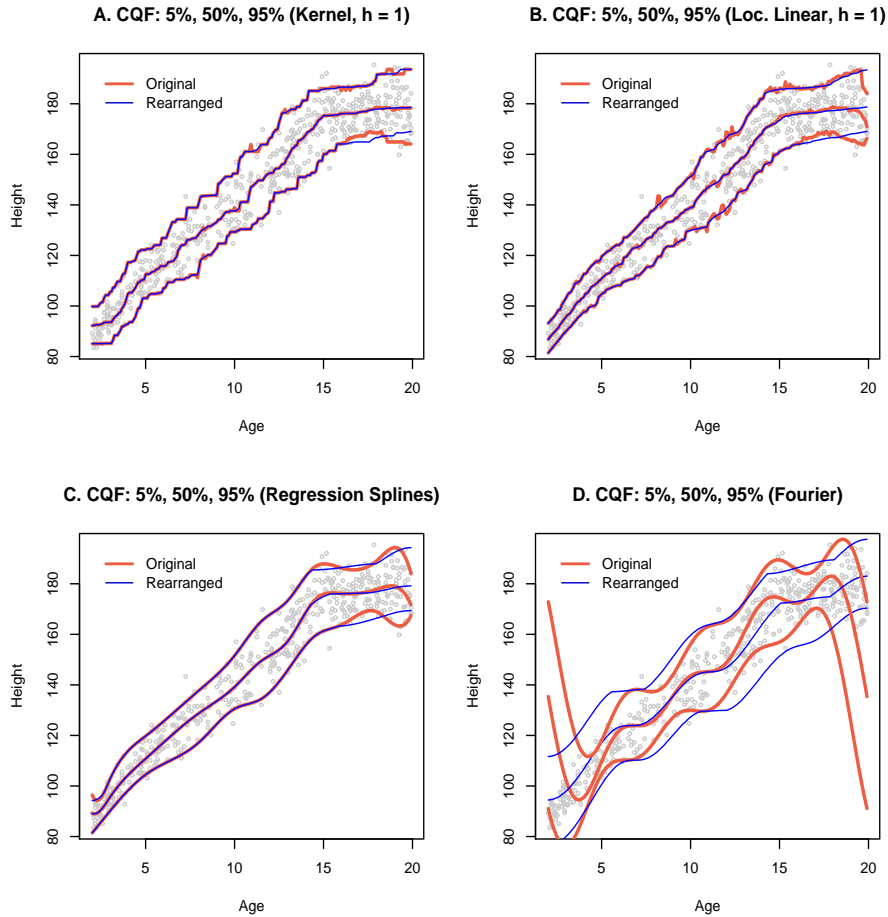 A. CQF: 5%, 50%, 95% (Kernel, h = 1)
Original
Rearranged
Height
80
100
120
140
160
180
5
10
15
20
Age
B. CQF: 5%, 50%, 95% (Loc. Linear, h = 1)
Original
Rearranged
Height
80
100
120
140
160
180
5
10
15
20
Age
C. CQF: 5%, 50%, 95% (Regression Splines)
Original
Rearranged
Height
80
100
120
140
160
180
5
10
15
20
Age
D. CQF: 5%, 50%, 95% (Fourier)
Original
Rearranged
Height
80
100
120
140
160
180
5
10
15
20
Age